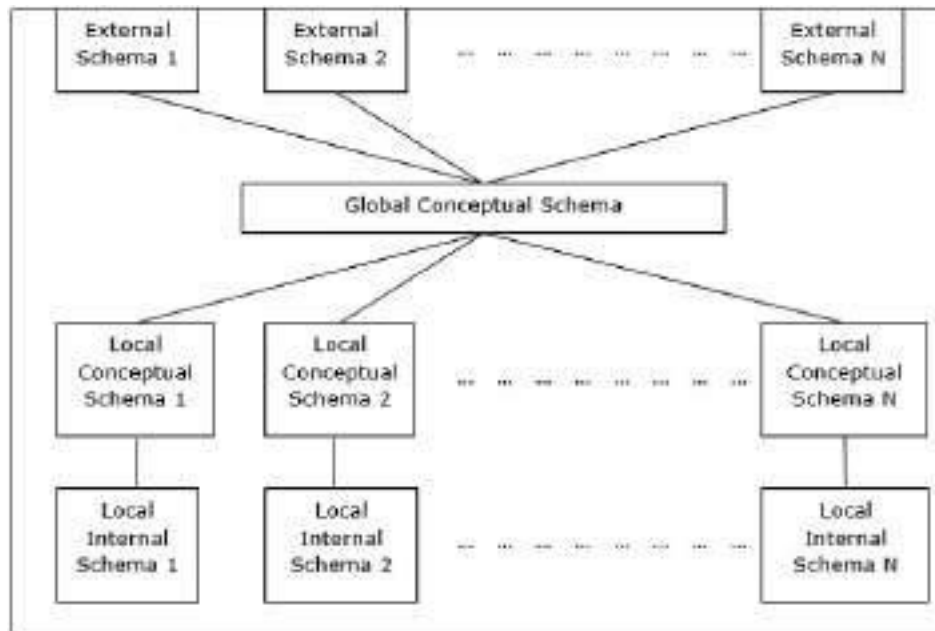 External
Schema 1
External
Schema 2
... ... ... ... ... ... ... ...
External
Schema N
Global Conceptual Schema
Local
Conceptual
Schema 1
Local
Conceptual
Schema 2
... ... ... ... ... ... ... ...
Local
Conceptual
Schema N
Local
Internal
Schema 1
Local
Internal
Schema 2
... ... ... ... ... ... ... ...
Local
Internal
Schema N